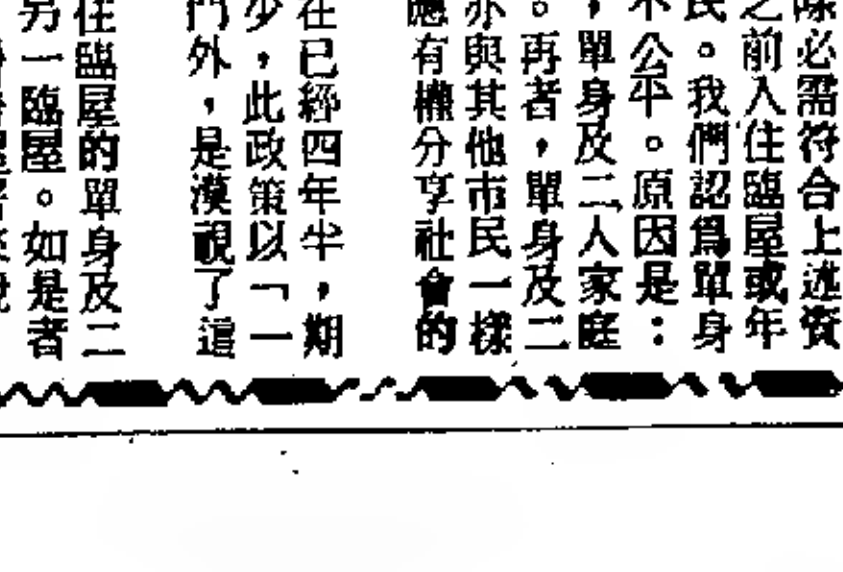 除必需符合上述資
之前入住臨屋或年
民。我們認爲單身
不公平。原因是：
，單身及二人家庭
。再者，單身及二
亦與其他市民一樣
應有權分享社會的
在已經四年半，期
少，此政策以「一
門外，是漠視了這
住臨屋的單身及二
另一臨屋。如是者